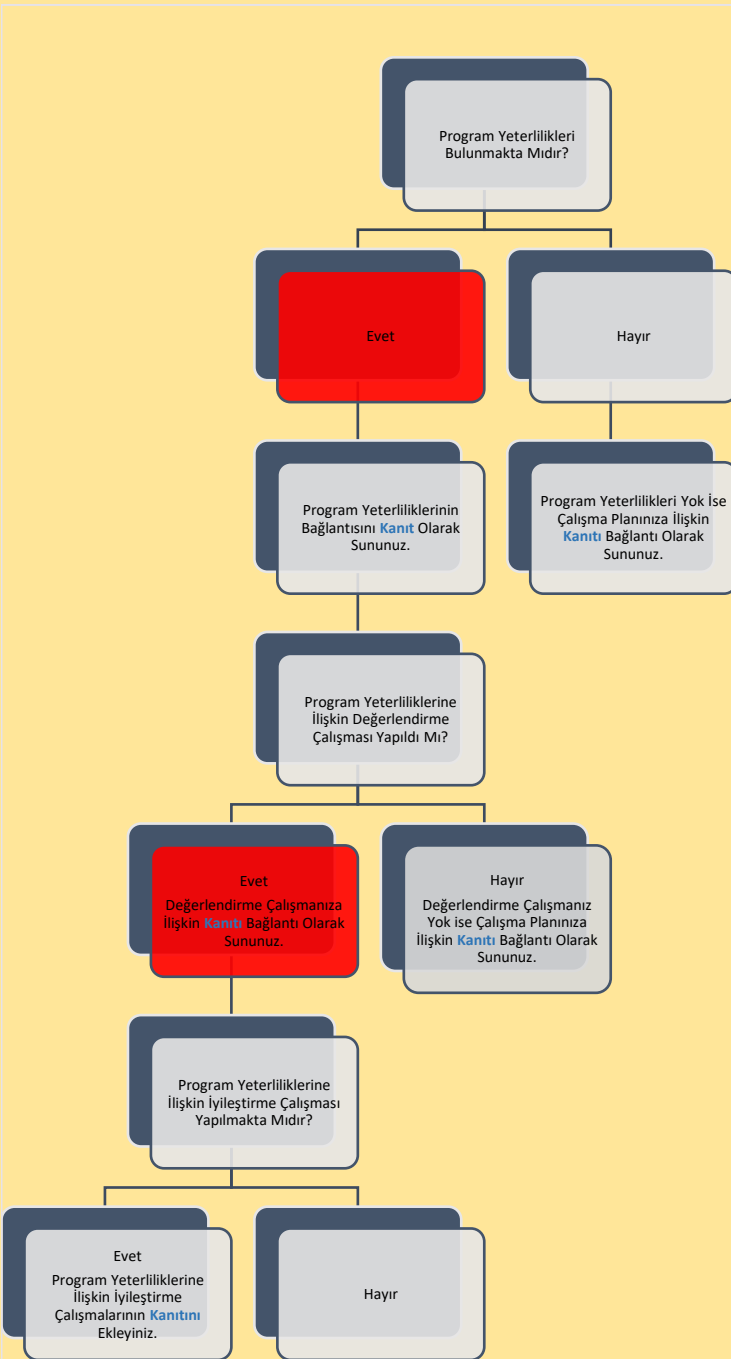 Program Yeterlilikleri
Bulunmakta Mıdır?
Evet
Hayır
Program Yeterliliklerinin
Bağlantısını Kanıt Olarak
Sununuz.
Program Yeterlilikleri Yok İse
Çalışma Planınıza İlişkin
Kanıtı Bağlantı Olarak
Sununuz.
Program Yeterliliklerine
İlişkin Değerlendirme
Çalışması Yapıldı Mı?
Evet
Değerlendirme Çalışmanıza
İlişkin Kanıtı Bağlantı Olarak
Sununuz.
Hayır
Değerlendirme Çalışmanız
Yok ise Çalışma Planınıza
İlişkin Kanıtı Bağlantı Olarak
Sununuz.
Program Yeterliliklerine
İlişkin İyileştirme Çalışması
Yapılmakta Mıdır?
Evet
Program Yeterliliklerine
İlişkin İyileştirme
Çalışmalarının Kanıtını
Ekleyiniz.
Hayır